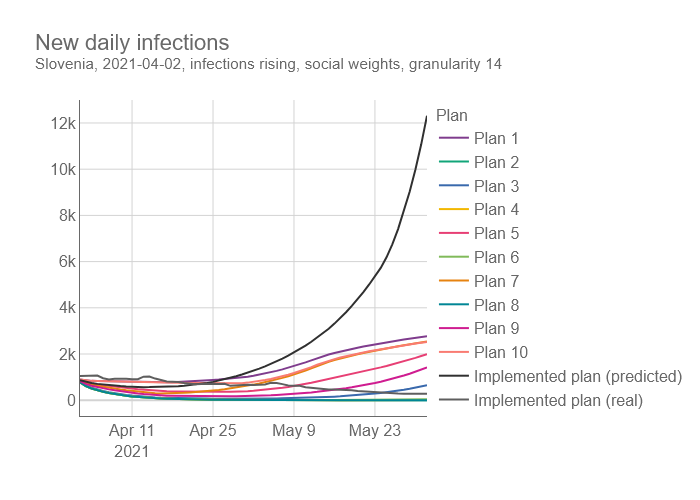 New daily infections
Slovenia, 2021-04-02, infections rising, social weights, granularity 14
12k
10k
8k
6k
4k
2k
0
Apr 11
2021
Apr 25
May 9
May 23
Plan
Plan 1
Plan 2
Plan 3
Plan 4
Plan 5
Plan 6
Plan 7
Plan 8
Plan 9
Plan 10
Implemented plan (predicted)
Implemented plan (real)